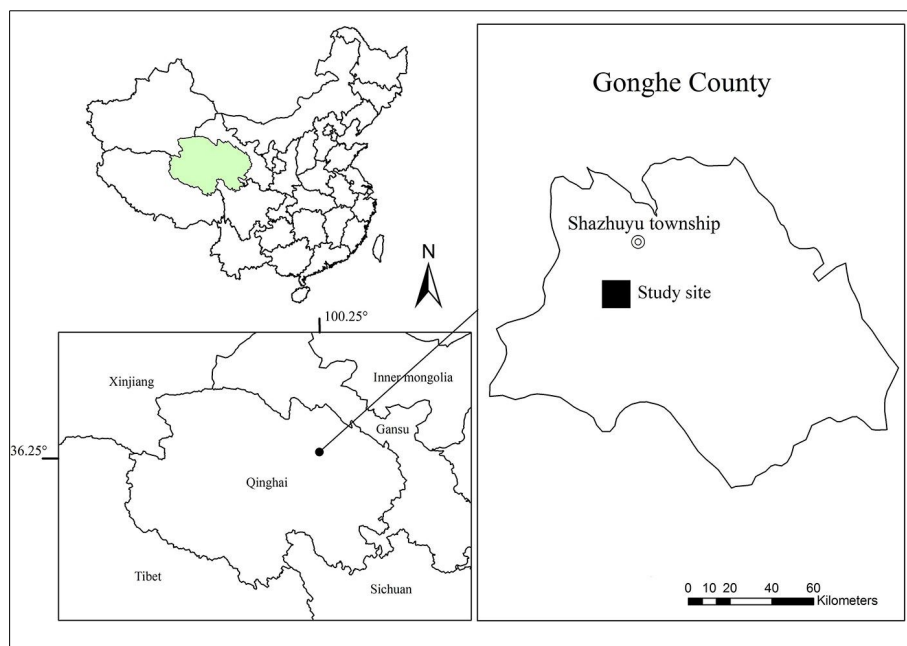 Gonghe County
Shazhuyu township
Study site
N
100.25°
Xinjiang
Inner mongolia
Gansu
36.25°
Qinghai
Tibet
Sichuan
0 10 20 40 60
Kilometers